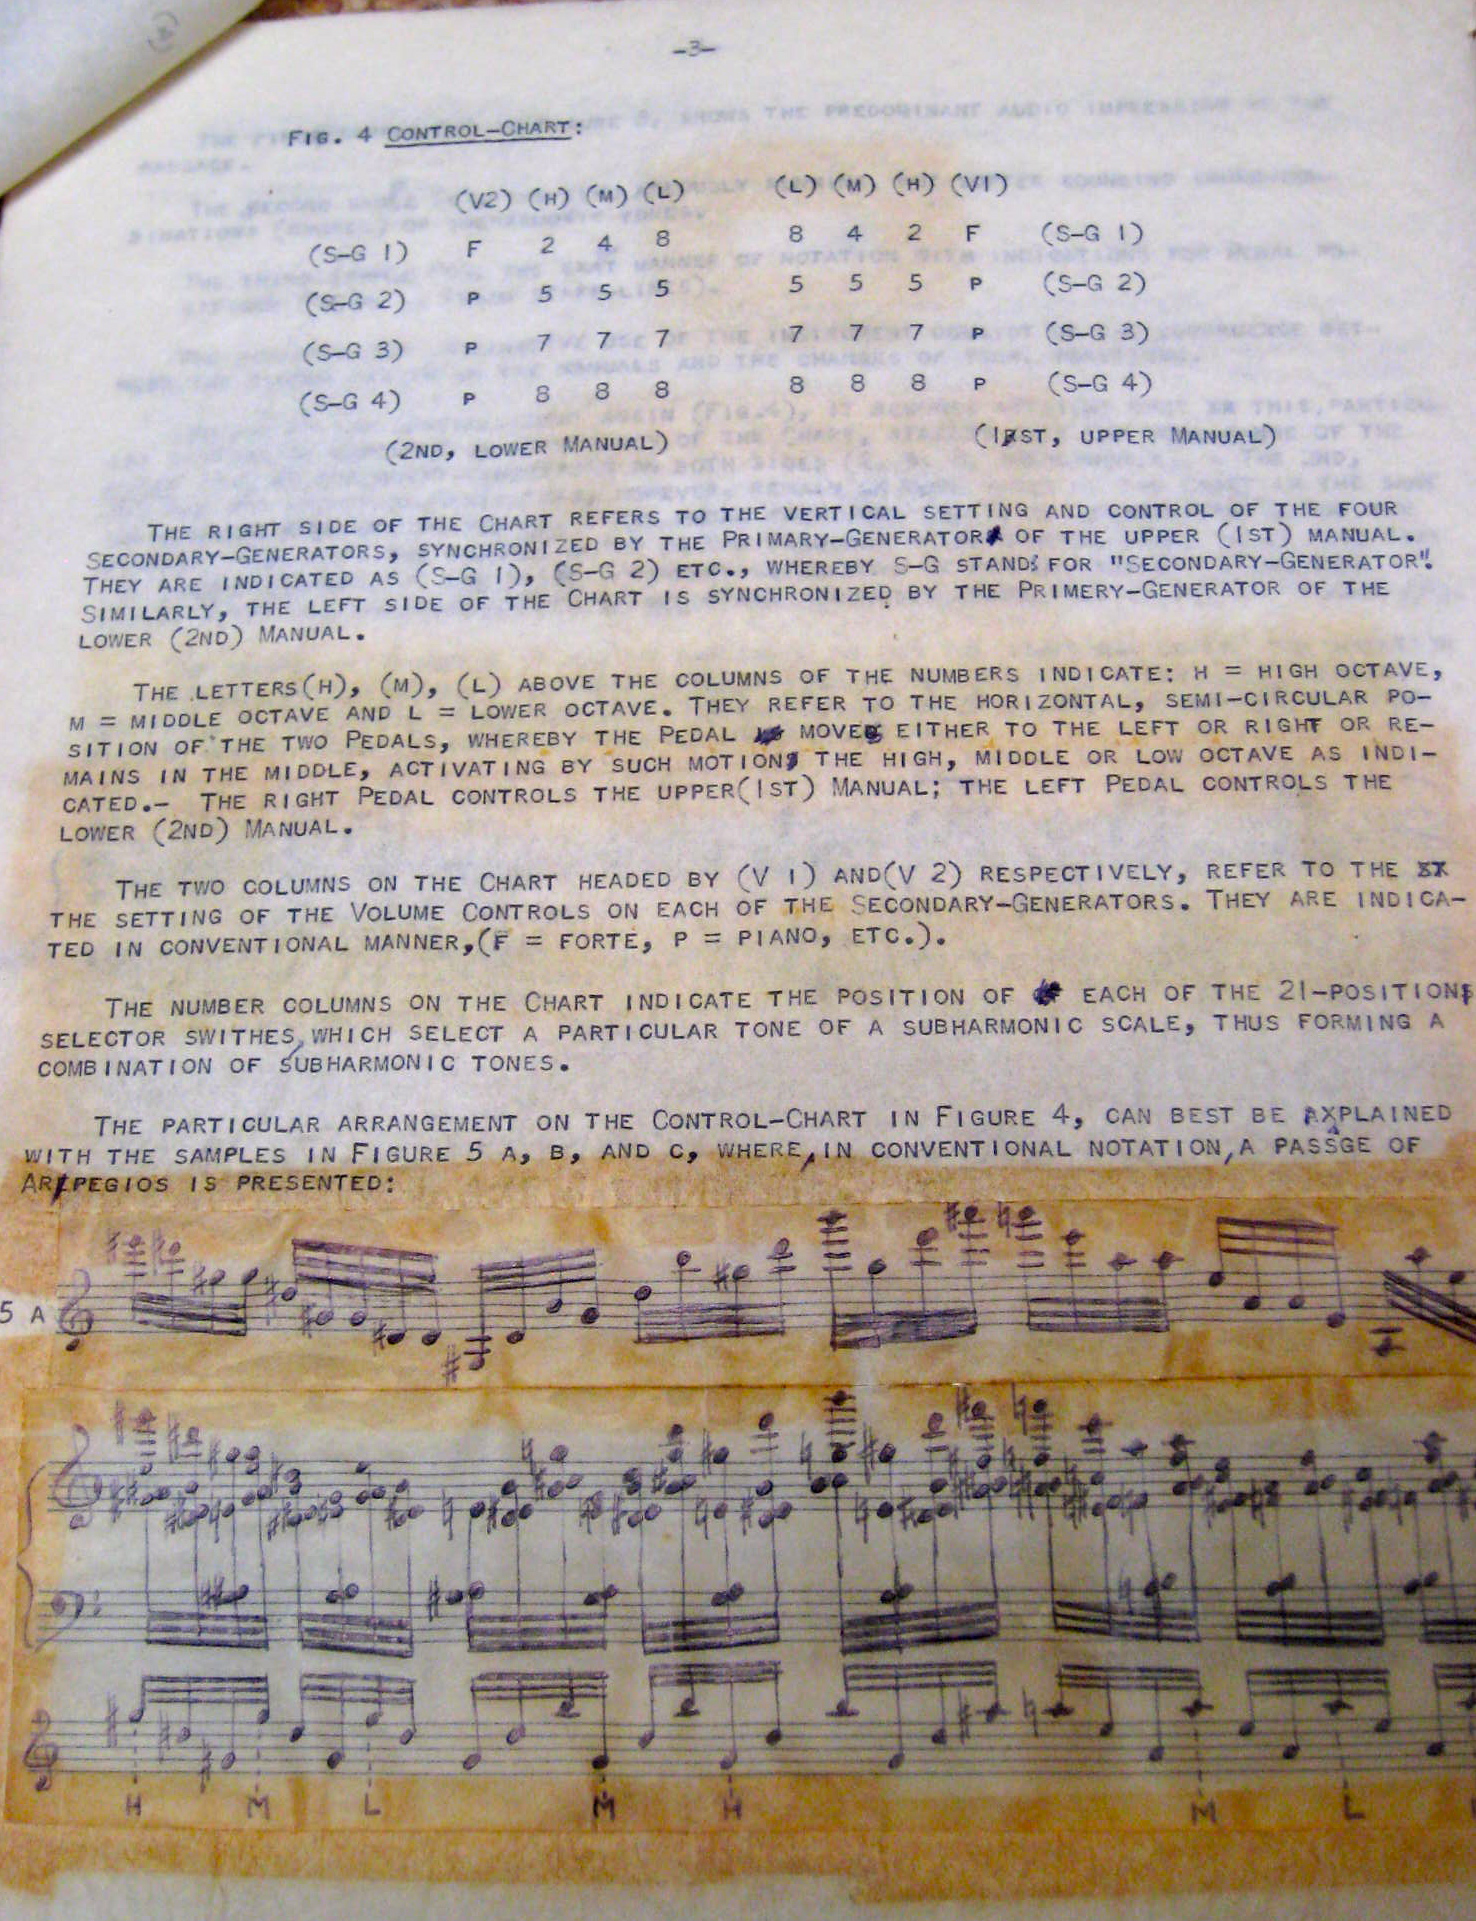 -3-
FIG. 4 CONTROL-CHART:
(V2) (H) (M) (L) (L) (M) (H) (V1)
(S-G 1) F 2 4 8 8 4 2 F (S-G 1)
(S-G 2) P 5 5 5 5 5 5 P (S-G 2)
(S-G 3) P 7 7 7 7 7 7 P (S-G 3)
(S-G 4) P 8 8 8 8 8 8 P (S-G 4)
(2ND, LOWER MANUAL) (1ST, UPPER MANUAL)
THE RIGHT SIDE OF THE CHART REFERS TO THE VERTICAL SETTING AND CONTROL OF THE FOUR
SECONDARY-GENERATORS, SYNCHRONIZED BY THE PRIMARY-GENERATOR OF THE UPPER (1ST) MANUAL.
THEY ARE INDICATED AS (S-G 1), (S-G 2) ETC., WHEREBY S-G STANDS FOR "SECONDARY-GENERATOR".
SIMILARLY, THE LEFT SIDE OF THE CHART IS SYNCHRONIZED BY THE PRIMERY-GENERATOR OF THE
LOWER (2ND) MANUAL.
THE LETTERS(H), (M), (L) ABOVE THE COLUMNS OF THE NUMBERS INDICATE: H = HIGH OCTAVE,
M = MIDDLE OCTAVE AND L = LOWER OCTAVE. THEY REFER TO THE HORIZONTAL, SEMI-CIRCULAR PO-
SITION OF THE TWO PEDALS, WHEREBY THE PEDAL MOVES EITHER TO THE LEFT OR RIGHT OR RE-
MAINS IN THE MIDDLE, ACTIVATING BY SUCH MOTIONS THE HIGH, MIDDLE OR LOW OCTAVE AS INDI-
CATED.- THE RIGHT PEDAL CONTROLS THE UPPER(1ST) MANUAL; THE LEFT PEDAL CONTROLS THE
LOWER (2ND) MANUAL.
THE TWO COLUMNS ON THE CHART HEADED BY (V 1) AND(V 2) RESPECTIVELY, REFER TO THE
THE SETTING OF THE VOLUME CONTROLS ON EACH OF THE SECONDARY-GENERATORS. THEY ARE INDICA-
TED IN CONVENTIONAL MANNER,(F = FORTE, P = PIANO, ETC.).
THE NUMBER COLUMNS ON THE CHART INDICATE THE POSITION OF EACH OF THE 21-POSITION
SELECTOR SWITHES, WHICH SELECT A PARTICULAR TONE OF A SUBHARMONIC SCALE, THUS FORMING A
COMBINATION OF SUBHARMONIC TONES.
THE PARTICULAR ARRANGEMENT ON THE CONTROL-CHART IN FIGURE 4, CAN BEST BE EXPLAINED
WITH THE SAMPLES IN FIGURE 5 A, B, AND C, WHERE, IN CONVENTIONAL NOTATION, A PASSAGE OF
ARPEGIOS IS PRESENTED:
5 A
H M L M H M L